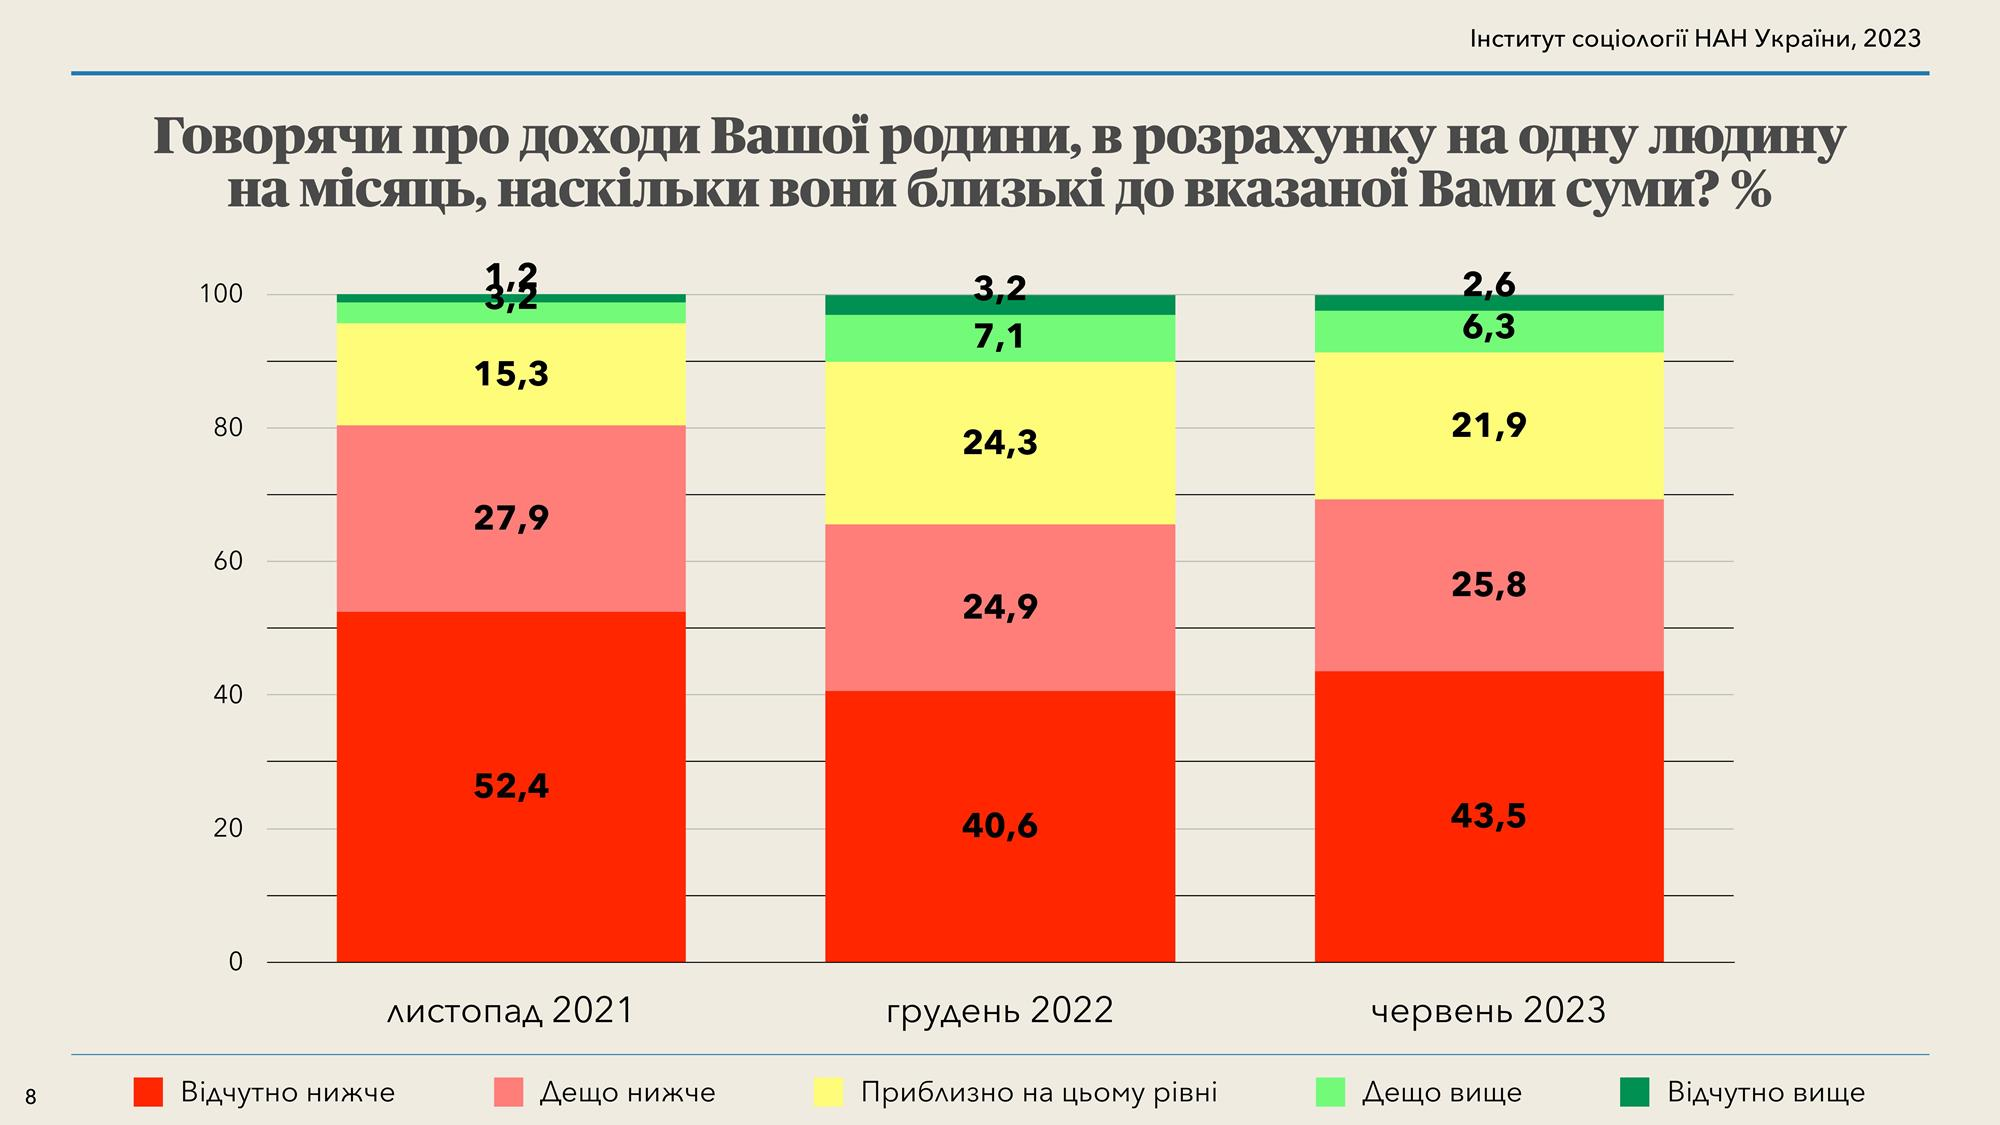 Інститут соціології НАН України, 2023
Говорячи про доходи Вашої родини, в розрахунку на одну людину
на місяць, наскільки вони близькі до вказаної Вами суми? %
1,2
3,2
2,6
100
3,2
7,1
6,3
15,3
80
24,3
21,9
27,9
60
24,9
25,8
40
52,4
40,6
43,5
20
0
листопад 2021
грудень 2022
червень 2023
8
Відчутно нижче
Дещо нижче
Приблизно на цьому рівні
Дещо вище
Відчутно вище